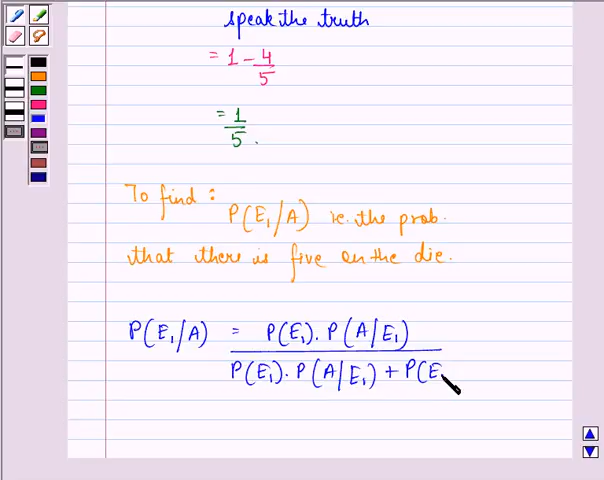 speak the truth
= 1 - 4/5
= 1/5.
To find : P(E₁/A) i.e. the prob.
that there is five on the die.
P(E₁/A) = P(E₁). P(A/E₁)
P(E₁). P(A/E₁) + P(E